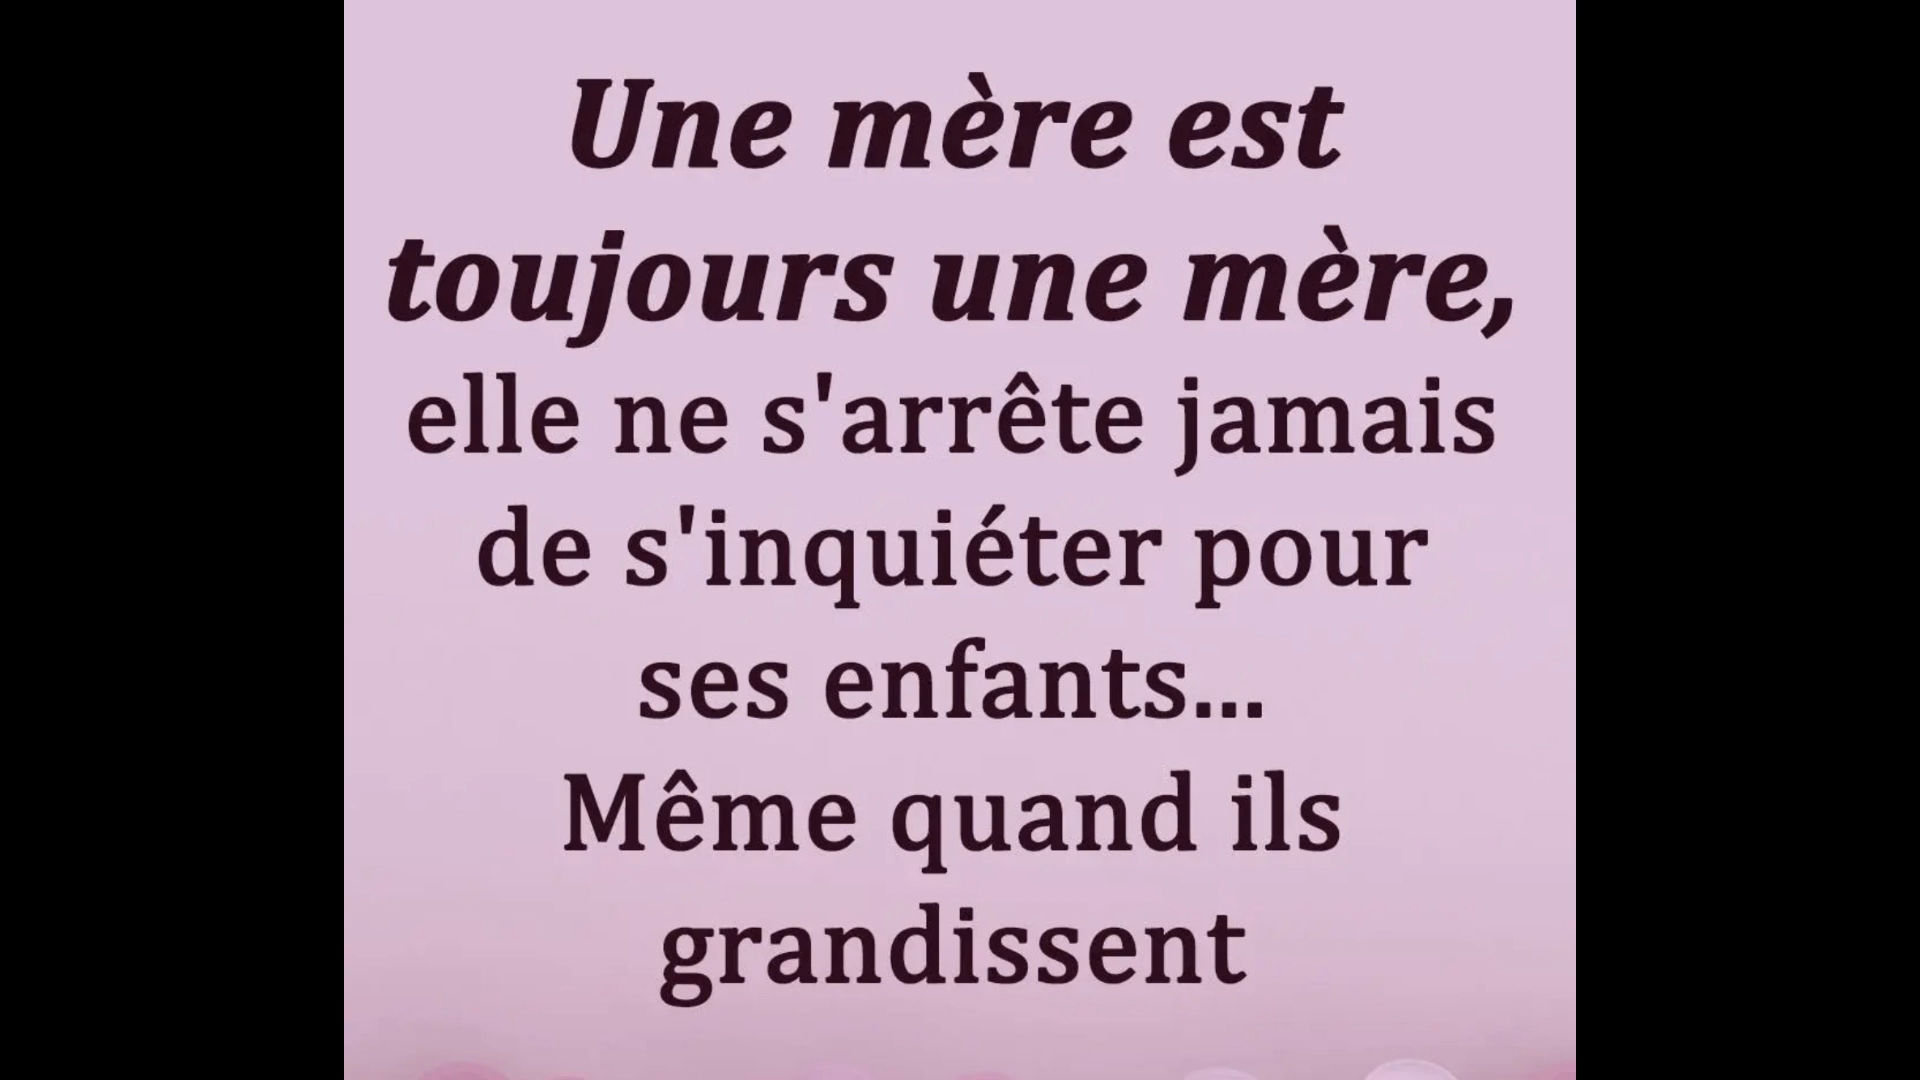 Une mère est
toujours une mère,
elle ne s'arrête jamais
de s'inquiéter pour
ses enfants...
Même quand ils
grandissent